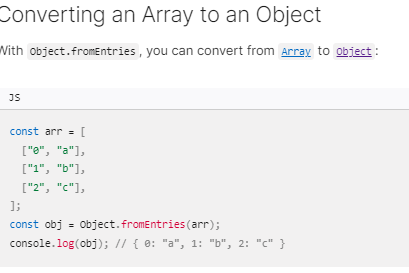 Converting an Array to an Object
With Object.fromEntries, you can convert from Array to Object:
JS
const arr = [
  ["0", "a"],
  ["1", "b"],
  ["2", "c"],
];
const obj = Object.fromEntries(arr);
console.log(obj); // { 0: "a", 1: "b", 2: "c" }